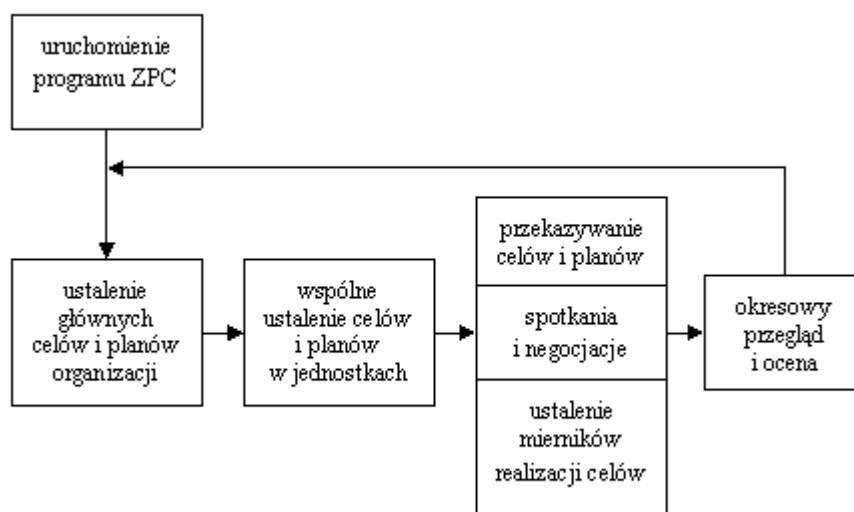 uruchomienie
programu ZPC
ustalenie
głównych
celów i planów
organizacji
wspólne
ustalenie celów
i planów
w jednostkach
przekazywanie
celów i planów
spotkania
i negocjacje
ustalenie
mierników
realizacji celów
okresowy
przegląd
i ocena